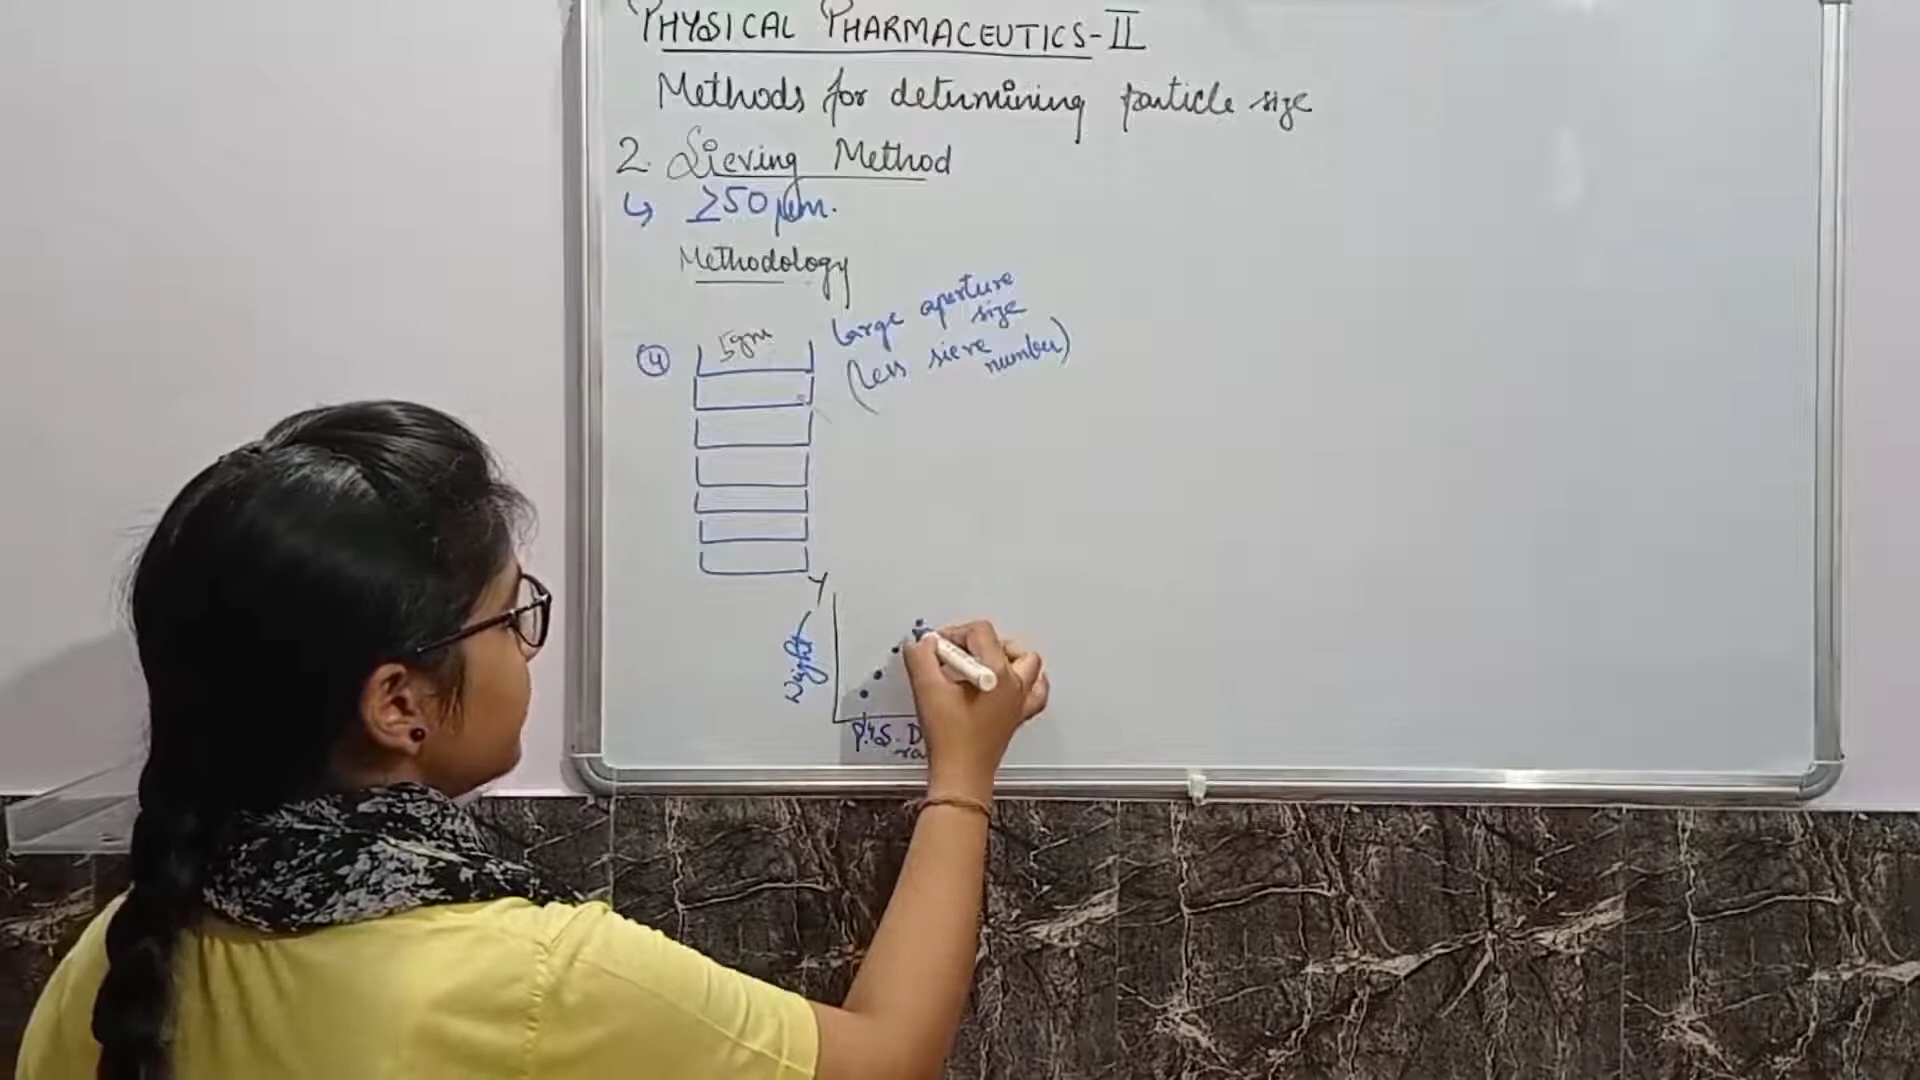 PHYSICAL PHARMACEUTICS-II
Methods for determining particle size
2. Sieving Method
↳ ≥50 μm.
Methodology
④
5gm
large aperture
size
(less sieve
number)
Y
Weight
P.S. D
ra